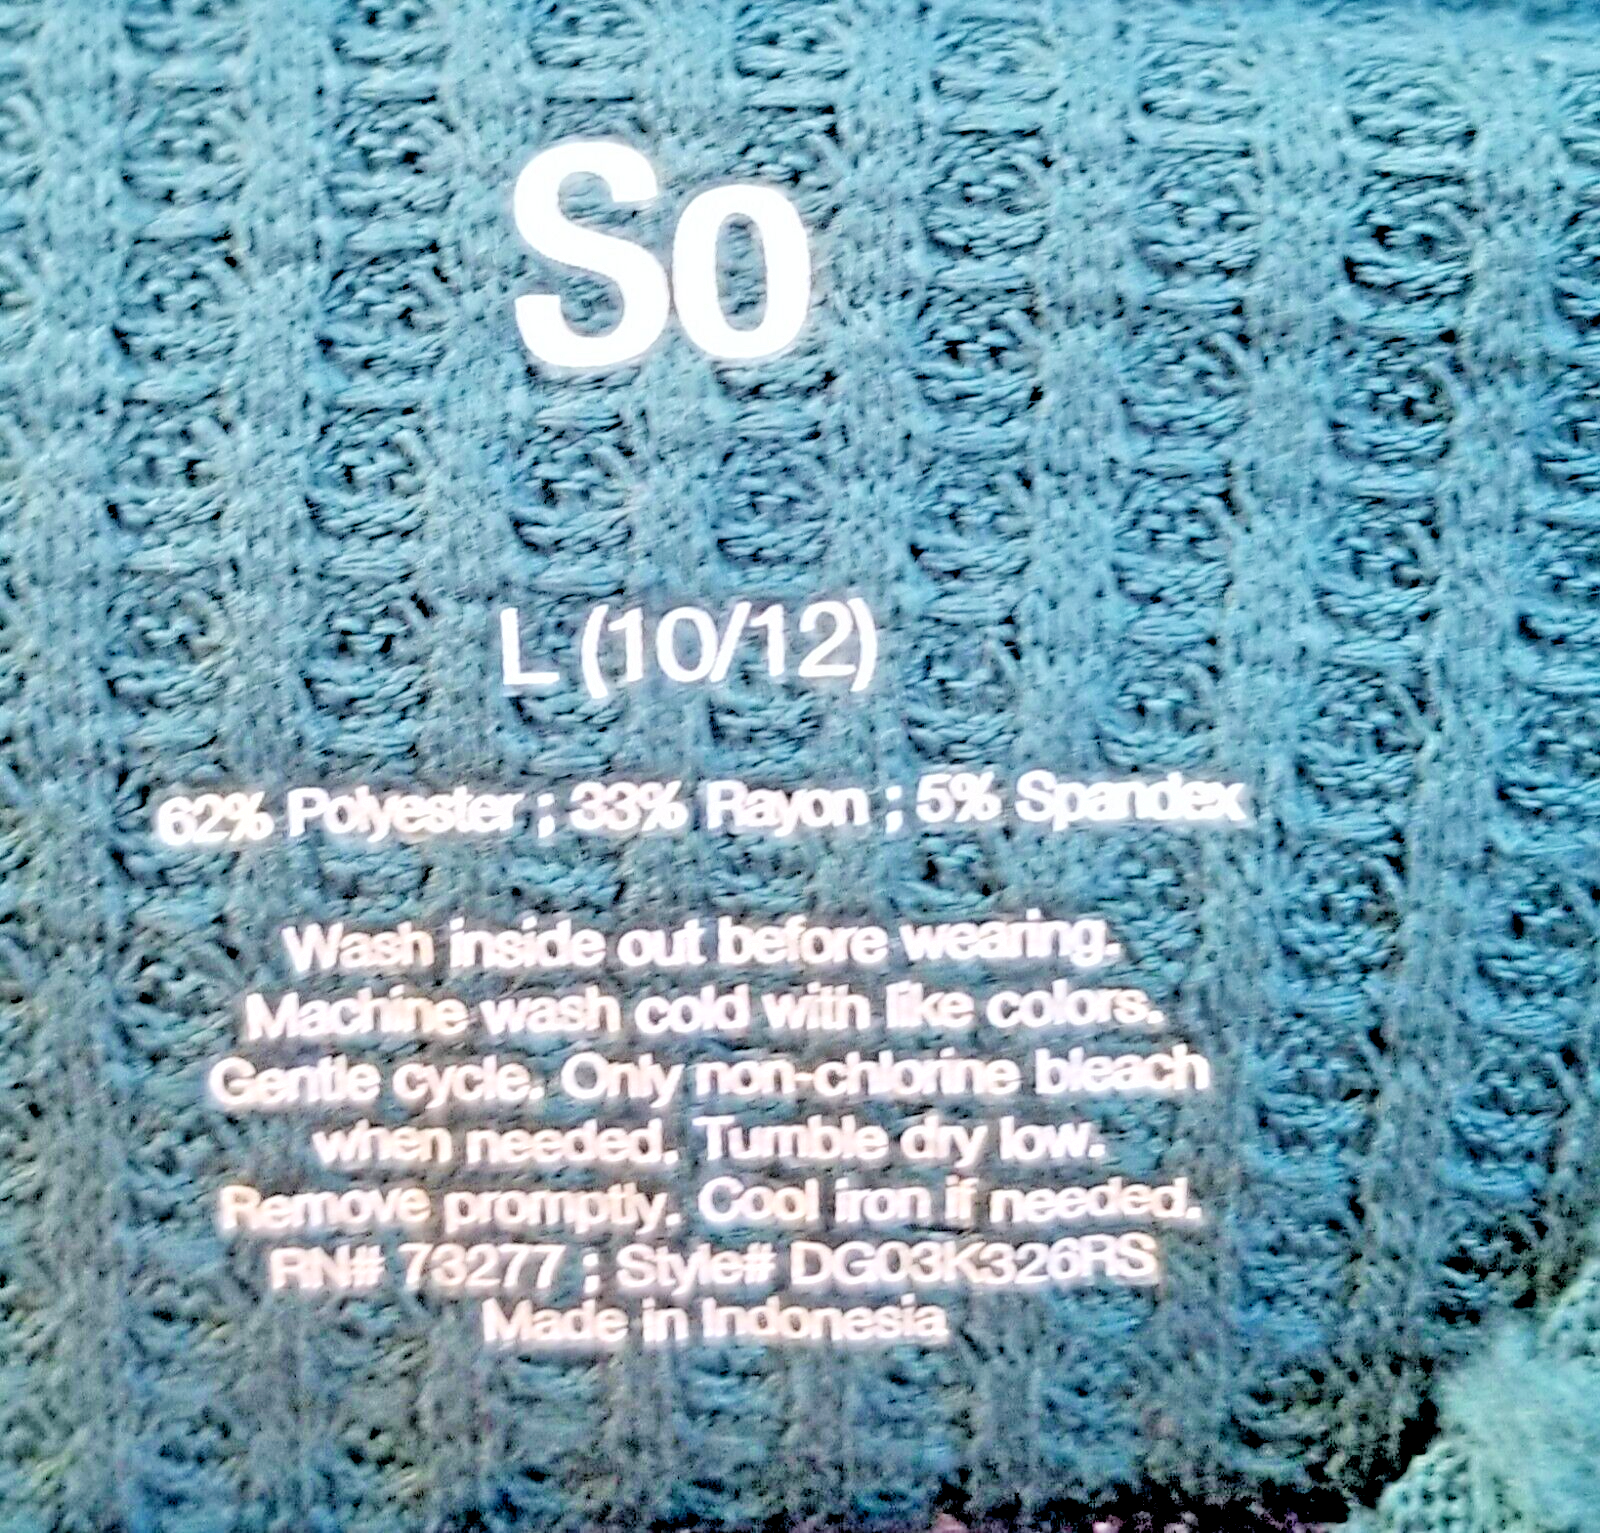 So
L (10/12)
62% Polyester ; 33% Rayon ; 5% Spandex
Wash inside out before wearing.
Machine wash cold with like colors.
Gentle cycle. Only non-chlorine bleach
when needed. Tumble dry low.
Remove promptly. Cool iron if needed.
RN# 73277 ; Style# DG03K326RS
Made in Indonesia